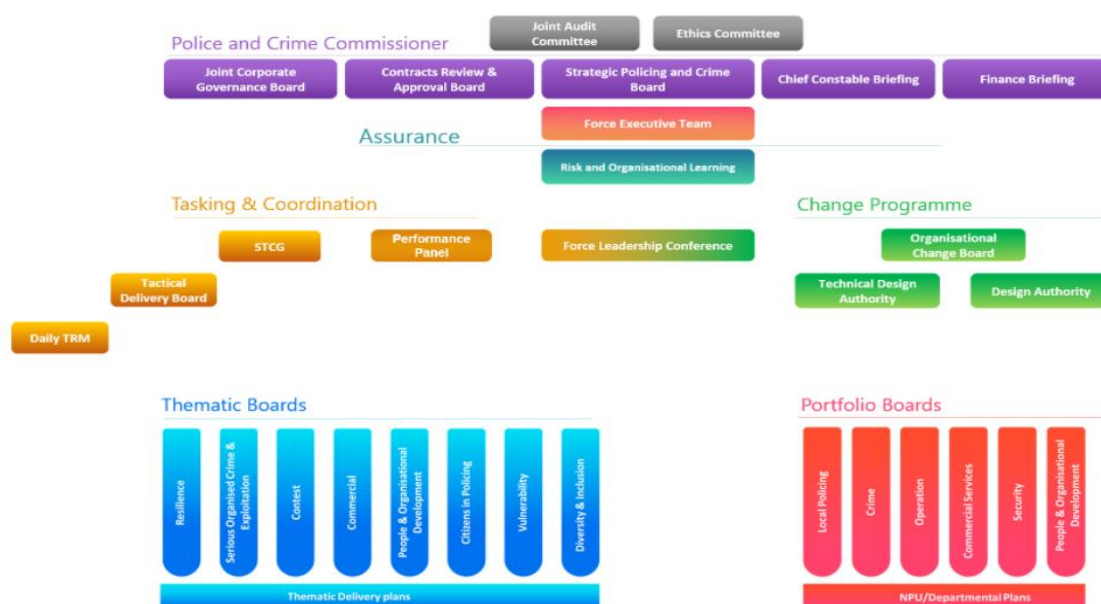 Joint Audit
Committee
Ethics Committee
Police and Crime Commissioner
Joint Corporate
Governance Board
Contracts Review &
Approval Board
Strategic Policing and Crime
Board
Chief Constable Briefing
Finance Briefing
Force Executive Team
Assurance
Risk and Organisational Learning
Tasking & Coordination
Change Programme
STCG
Performance
Panel
Force Leadership Conference
Organisational
Change Board
Tactical
Delivery Board
Technical Design
Authority
Design Authority
Daily TRM
Thematic Boards
Portfolio Boards
Resilience
Serious Organised Crime &
Exploitation
Contest
Commercial
People & Organisational
Development
Citizens in Policing
Vulnerability
Diversity & Inclusion
Local Policing
Crime
Operation
Commercial Services
Security
People & Organisational
Development
Thematic Delivery plans
NPU/Departmental Plans